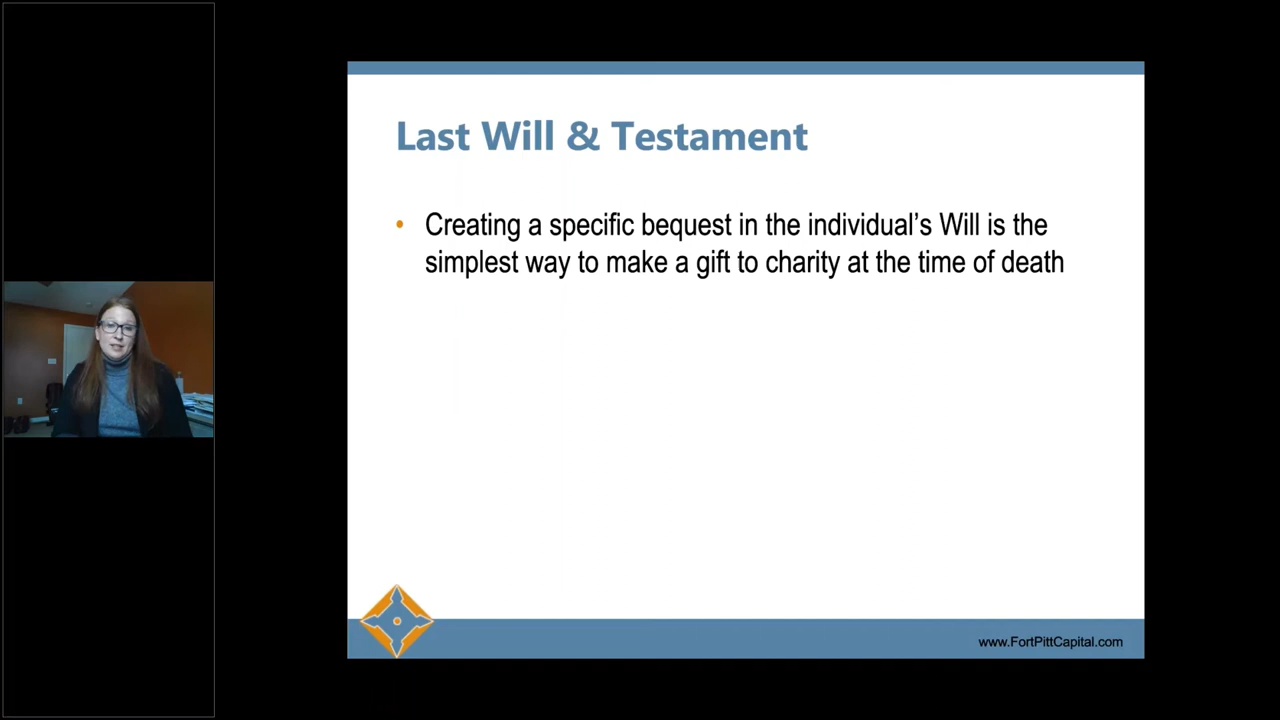 Last Will & Testament
• Creating a specific bequest in the individual’s Will is the
simplest way to make a gift to charity at the time of death
www.FortPittCapital.com